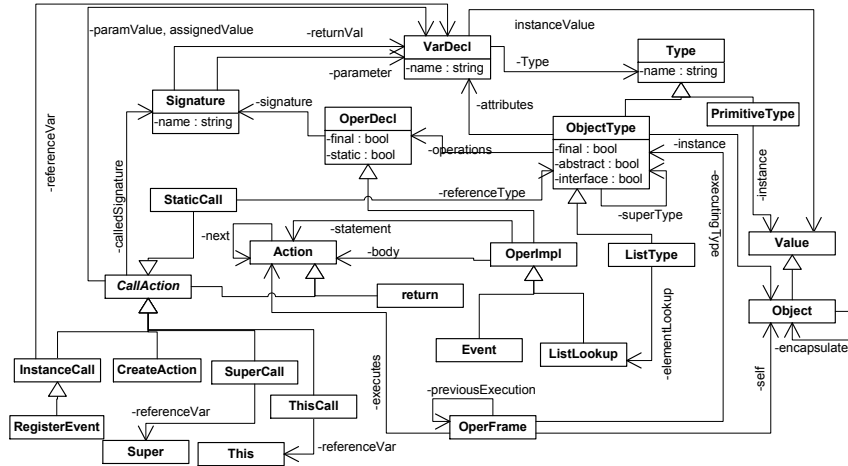 -paramValue, assignedValue
instanceValue
-returnVal
VarDecl
-name : string
-Type
Type
-name : string
-parameter
Signature
-name : string
-signature
OperDecl
-final : bool
-static : bool
-attributes
-operations
ObjectType
-final : bool
-abstract : bool
-interface : bool
PrimitiveType
-instance
-instance
-referenceVar
-calledSignature
StaticCall
-referenceType
-superType
-executingType
-next
Action
-statement
-body
OperImpl
ListType
Value
CallAction
return
Object
-encapsulate
Event
ListLookup
-elementLookup
InstanceCall
CreateAction
SuperCall
ThisCall
-executes
-previousExecution
OperFrame
-self
RegisterEvent
-referenceVar
Super
This
-referenceVar